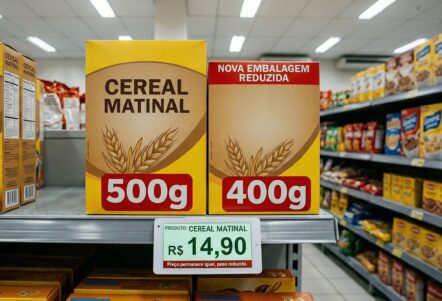 CEREAL
MATINAL
500g
NOVA EMBALAGEM
REDUZIDA
400g
PRODUTO: CEREAL MATINAL
R$ 14,90
Preço permanece igual, peso reduzido